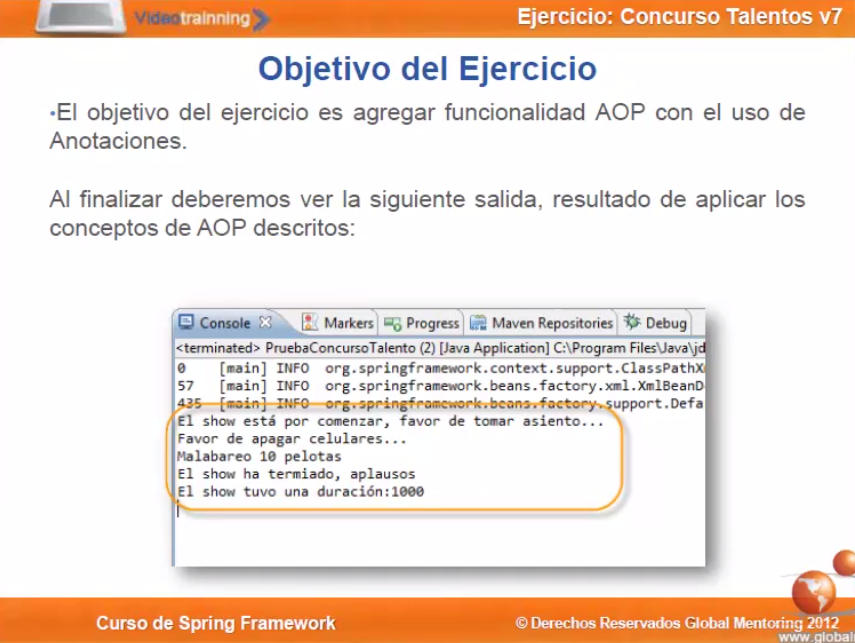 Videotrainning
Ejercicio: Concurso Talentos v7
Objetivo del Ejercicio
•El objetivo del ejercicio es agregar funcionalidad AOP con el uso de
Anotaciones.
Al finalizar deberemos ver la siguiente salida, resultado de aplicar los
conceptos de AOP descritos:
Console Markers Progress Maven Repositories Debug
<terminated> PruebaConcursoTalento (2) [Java Application] C:\Program Files\Java\jd
0 [main] INFO org.springframework.context.support.ClassPathX
57 [main] INFO org.springframework.beans.factory.xml.XmlBeanD
435 [main] INFO org.springframework.beans.factory.support.Defa
El show está por comenzar, favor de tomar asiento...
Favor de apagar celulares...
Malabareo 10 pelotas
El show ha termiado, aplausos
El show tuvo una duración:1000
Curso de Spring Framework
© Derechos Reservados Global Mentoring 2012
www.global